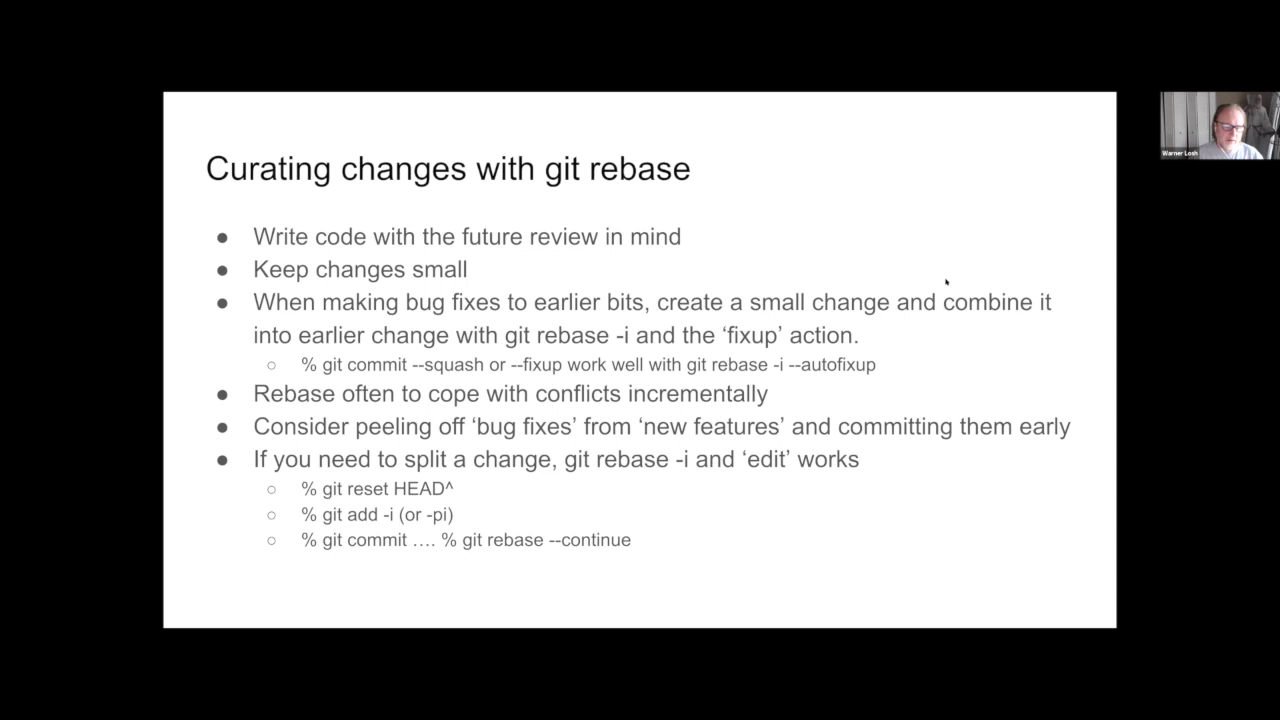 Curating changes with git rebase
● Write code with the future review in mind
● Keep changes small
● When making bug fixes to earlier bits, create a small change and combine it
into earlier change with git rebase -i and the ‘fixup’ action.
○ % git commit --squash or --fixup work well with git rebase -i --autofixup
● Rebase often to cope with conflicts incrementally
● Consider peeling off ‘bug fixes’ from ‘new features’ and committing them early
● If you need to split a change, git rebase -i and ‘edit’ works
○ % git reset HEAD^
○ % git add -i (or -pi)
○ % git commit …. % git rebase --continue
Warner Losh